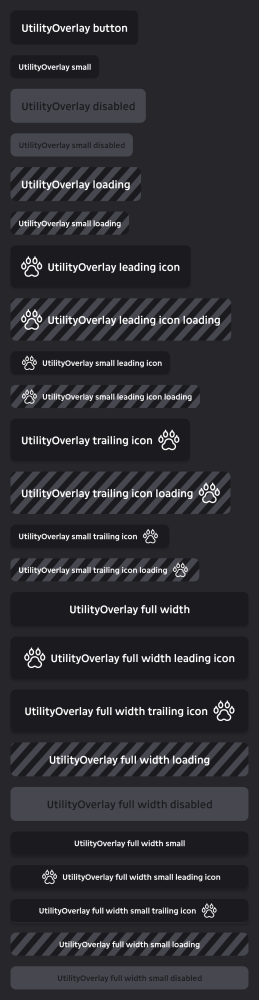 UtilityOverlay button
UtilityOverlay small
UtilityOverlay disabled
UtilityOverlay small disabled
UtilityOverlay loading
UtilityOverlay small loading
UtilityOverlay leading icon
UtilityOverlay leading icon loading
UtilityOverlay small leading icon
UtilityOverlay small leading icon loading
UtilityOverlay trailing icon
UtilityOverlay trailing icon loading
UtilityOverlay small trailing icon
UtilityOverlay small trailing icon loading
UtilityOverlay full width
UtilityOverlay full width leading icon
UtilityOverlay full width trailing icon
UtilityOverlay full width loading
UtilityOverlay full width disabled
UtilityOverlay full width small
UtilityOverlay full width small leading icon
UtilityOverlay full width small trailing icon
UtilityOverlay full width small loading
UtilityOverlay full width small disabled